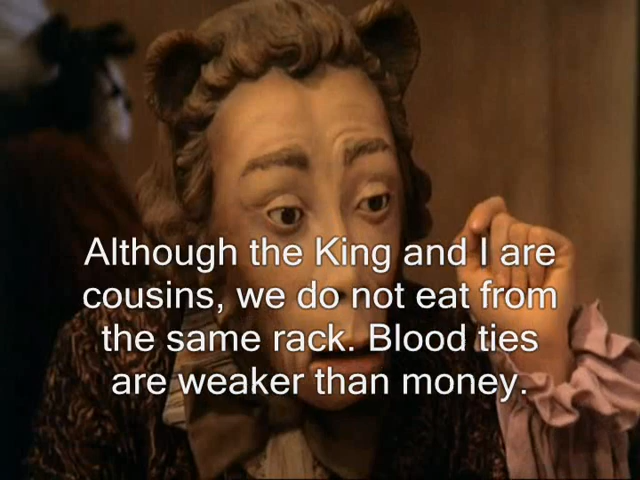 Although the King and I are
cousins, we do not eat from
the same rack. Blood ties
are weaker than money.